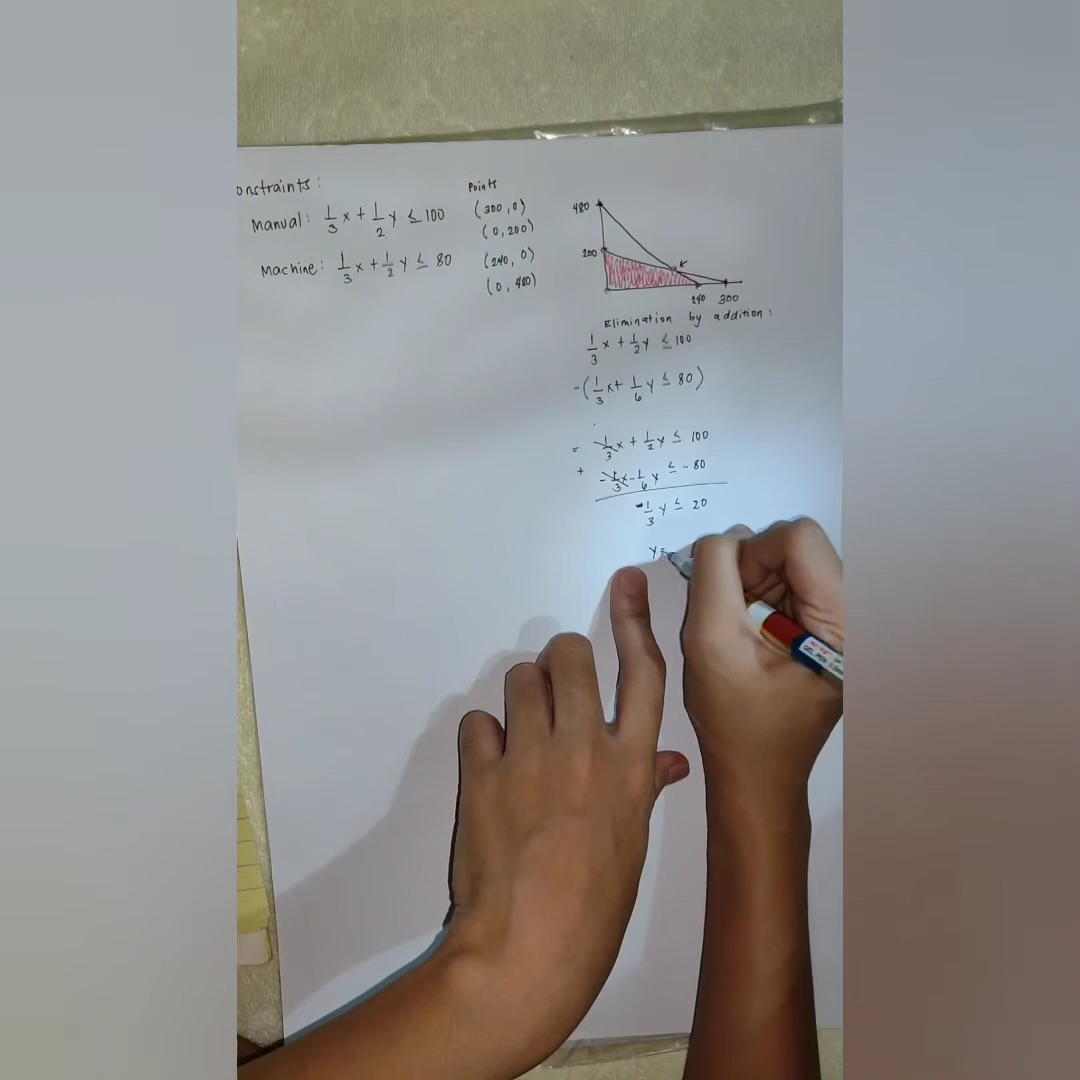 onstraints:
Manual: 1/3 x + 1/2 y ≤ 100
Machine: 1/3 x + 1/2 y ≤ 80
Points
(300, 0)
(0, 200)
(240, 0)
(0, 480)
480
200
240 300
Elimination by addition:
1/3 x + 1/2 y ≤ 100
-(1/3 x + 1/6 y ≤ 80)
= 1/3 x + 1/2 y ≤ 100
+ -1/3 x - 1/6 y ≤ -80
-1/3 y ≤ 20
y =